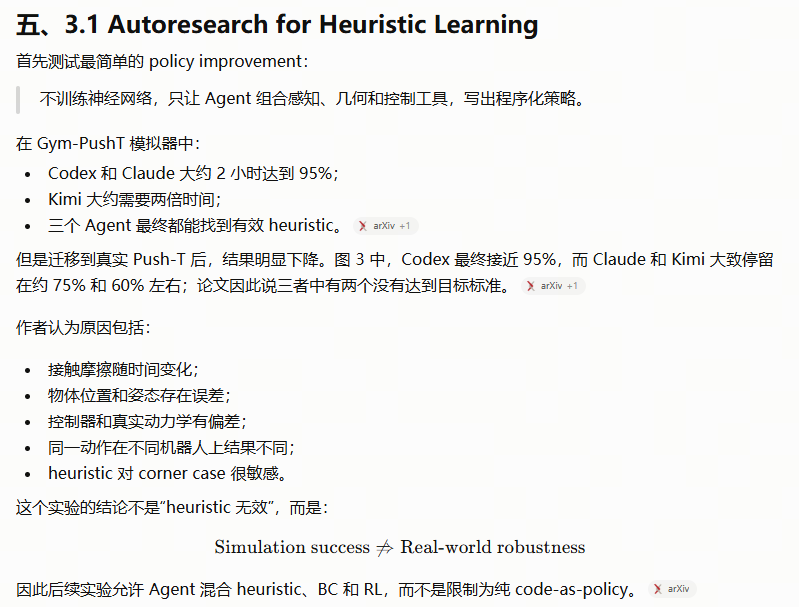 五、3.1 Autoresearch for Heuristic Learning
首先测试最简单的 policy improvement：
不训练神经网络，只让 Agent 组合感知、几何和控制工具，写出程序化策略。
在 Gym-PushT 模拟器中：
• Codex 和 Claude 大约 2 小时达到 95%；
• Kimi 大约需要两倍时间；
• 三个 Agent 最终都能找到有效 heuristic。 arXiv +1
但是迁移到真实 Push-T 后，结果明显下降。图 3 中，Codex 最终接近 95%，而 Claude 和 Kimi 大致停留
在约 75% 和 60% 左右；论文因此说三者中有两个没有达到目标标准。 arXiv +1
作者认为原因包括：
• 接触摩擦随时间变化；
• 物体位置和姿态存在误差；
• 控制器和真实动力学有偏差；
• 同一动作在不同机器人上结果不同；
• heuristic 对 corner case 很敏感。
这个实验的结论不是“heuristic 无效”，而是：
Simulation success ⇏ Real-world robustness
因此后续实验允许 Agent 混合 heuristic、BC 和 RL，而不是限制为纯 code-as-policy。 arXiv